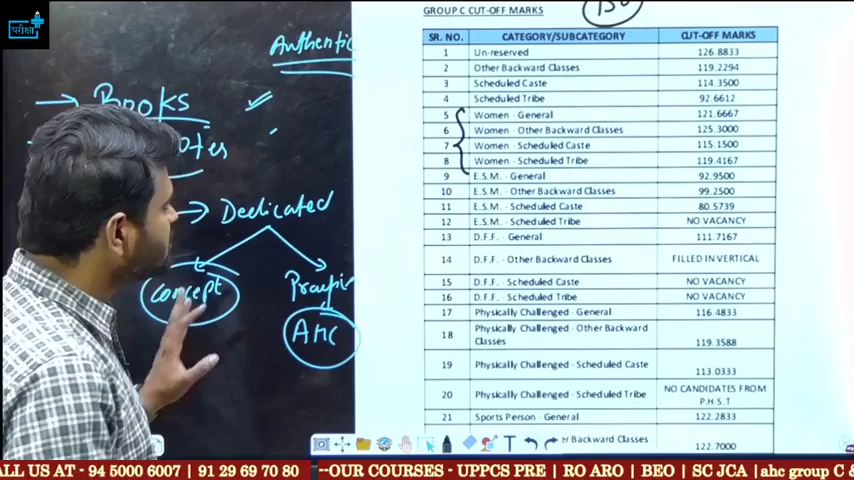 परीक्षा
Authentic
→ Books ✓
→ Dedicated
Concept
AHC
GROUP C CUT-OFF MARKS
SR. NO. CATEGORY/SUBCATEGORY CUT-OFF MARKS
1 Un-reserved 126.8833
2 Other Backward Classes 119.2294
3 Scheduled Caste 114.3500
4 Scheduled Tribe 92.6612
5 Women - General 121.6667
6 Women - Other Backward Classes 125.3000
7 Women - Scheduled Caste 115.1500
8 Women - Scheduled Tribe 119.4167
9 E.S.M. - General 92.9500
10 E.S.M. - Other Backward Classes 99.2500
11 E.S.M. - Scheduled Caste 80.5739
12 E.S.M. - Scheduled Tribe NO VACANCY
13 D.F.F. - General 111.7167
14 D.F.F. - Other Backward Classes FILLED IN VERTICAL
15 D.F.F. - Scheduled Caste NO VACANCY
16 D.F.F. - Scheduled Tribe NO VACANCY
17 Physically Challenged - General 116.4833
18 Physically Challenged - Other Backward Classes 119.3588
19 Physically Challenged - Scheduled Caste 113.0333
20 Physically Challenged - Scheduled Tribe NO CANDIDATES FROM P.H-S.T
21 Sports Person - General 122.2833
er Backward Classes 122.7000
ALL US AT - 94 5000 6007 | 91 29 69 70 80 --OUR COURSES - UPPCS PRE | RO ARO | BEO | SC JCA |ahc group C &